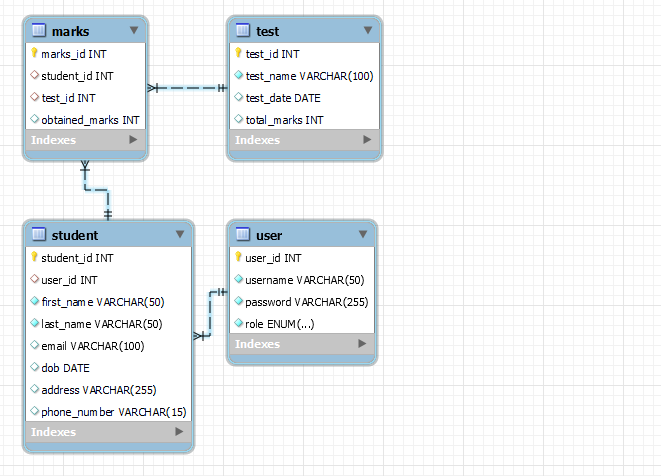 marks
marks_id INT
student_id INT
test_id INT
obtained_marks INT
Indexes
test
test_id INT
test_name VARCHAR(100)
test_date DATE
total_marks INT
Indexes
student
student_id INT
user_id INT
first_name VARCHAR(50)
last_name VARCHAR(50)
email VARCHAR(100)
dob DATE
address VARCHAR(255)
phone_number VARCHAR(15)
Indexes
user
user_id INT
username VARCHAR(50)
password VARCHAR(255)
role ENUM(...)
Indexes